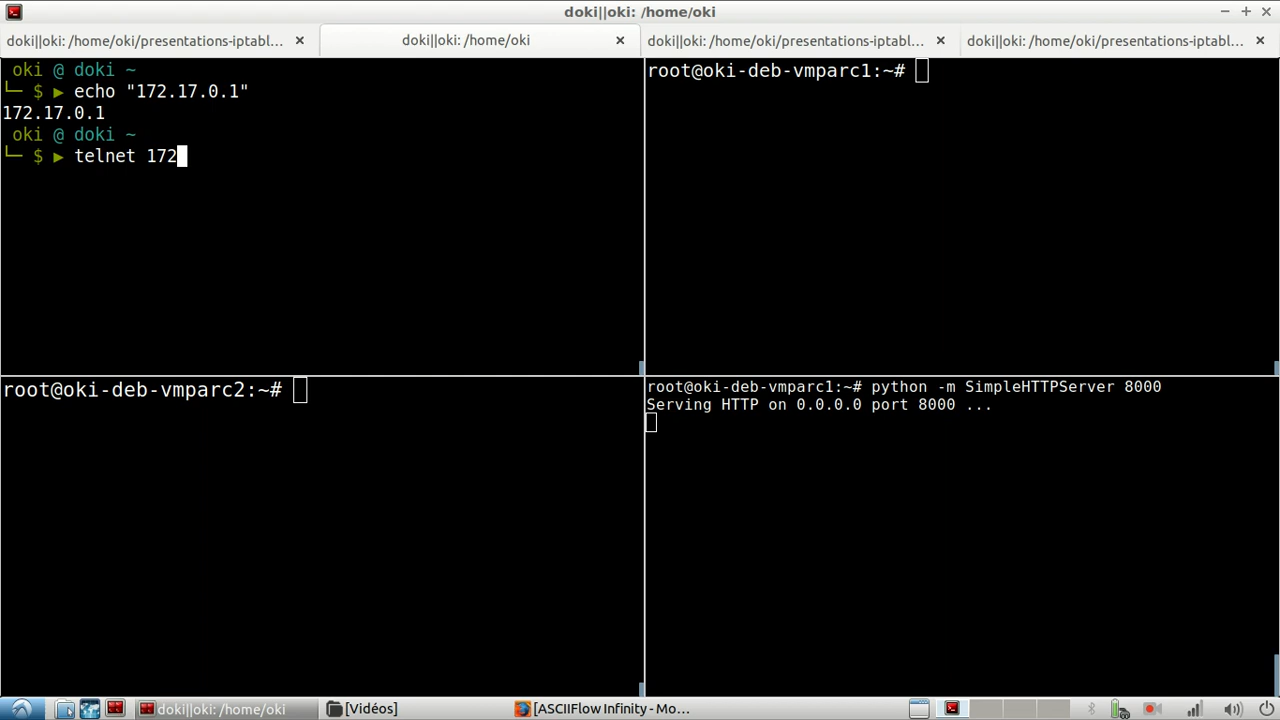 doki||oki: /home/oki
doki||oki: /home/oki/presentations-iptabl...
doki||oki: /home/oki
doki||oki: /home/oki/presentations-iptabl...
doki||oki: /home/oki/presentations-iptabl...
oki @ doki ~
└─ $ ▶ echo "172.17.0.1"
172.17.0.1
oki @ doki ~
└─ $ ▶ telnet 172
root@oki-deb-vmparc1:~#
root@oki-deb-vmparc2:~#
root@oki-deb-vmparc1:~# python -m SimpleHTTPServer 8000
Serving HTTP on 0.0.0.0 port 8000 ...
doki||oki: /home/oki
[Vidéos]
[ASCIIFlow Infinity - Mo...